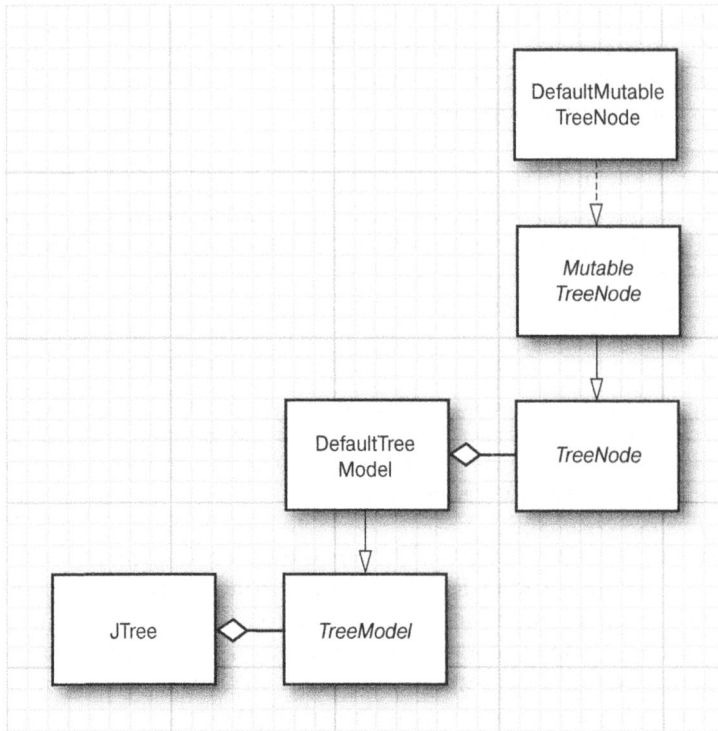 DefaultMutable
TreeNode
Mutable
TreeNode
DefaultTree
Model
TreeNode
JTree
TreeModel